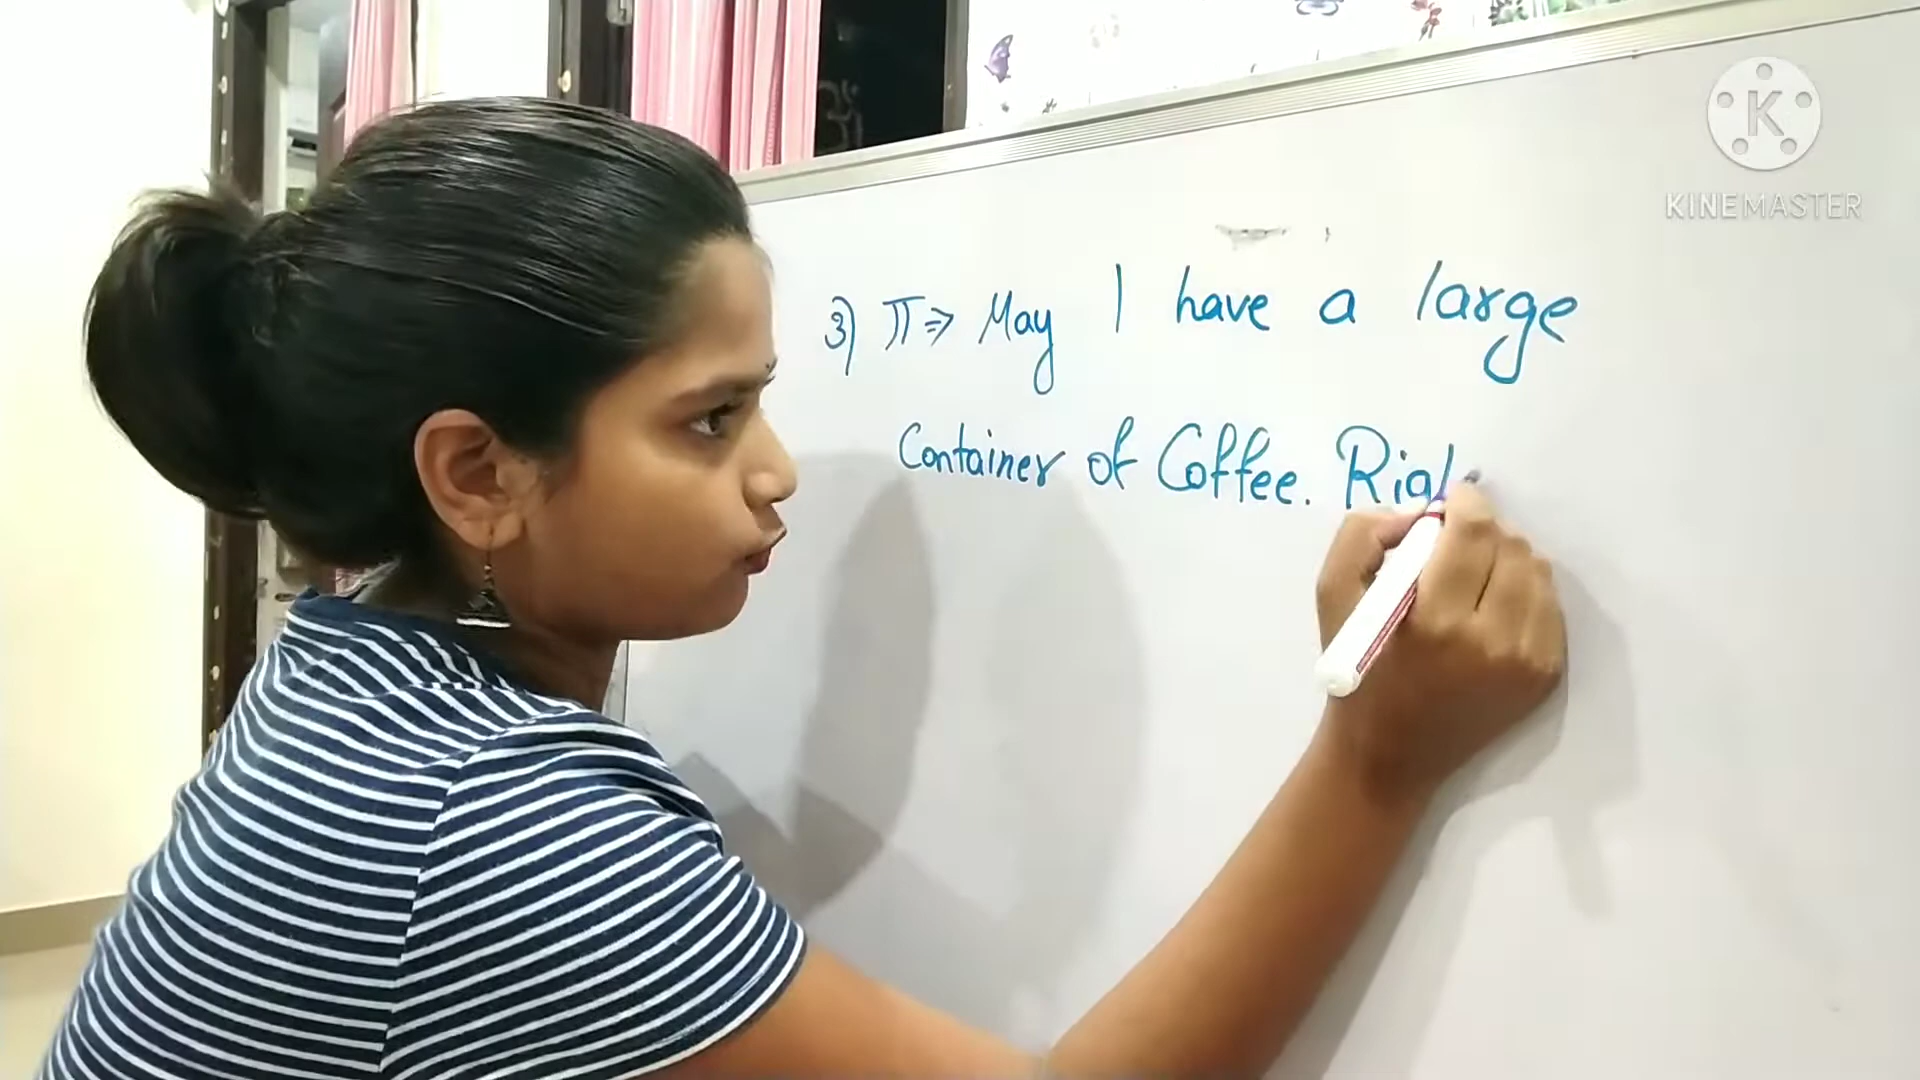 K
KINEMASTER
3) π => May I have a large
Container of Coffee. Rig